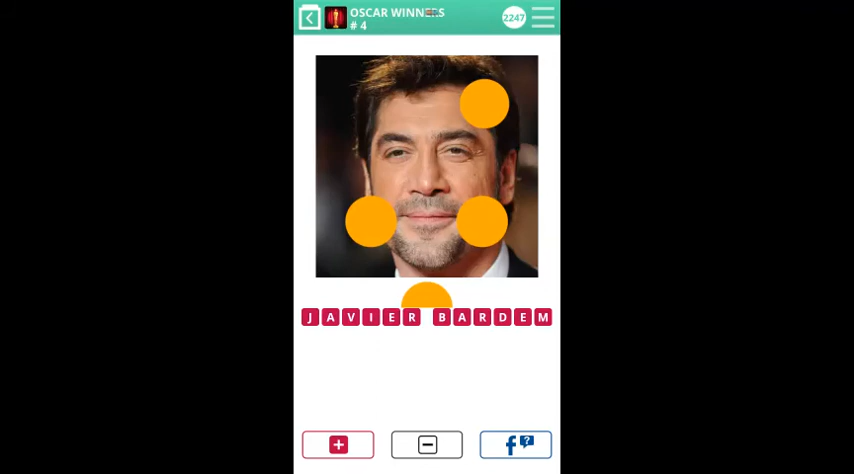 OSCAR WINNERS
# 4
2247
JAVIER BARDEM
+
−
f ?